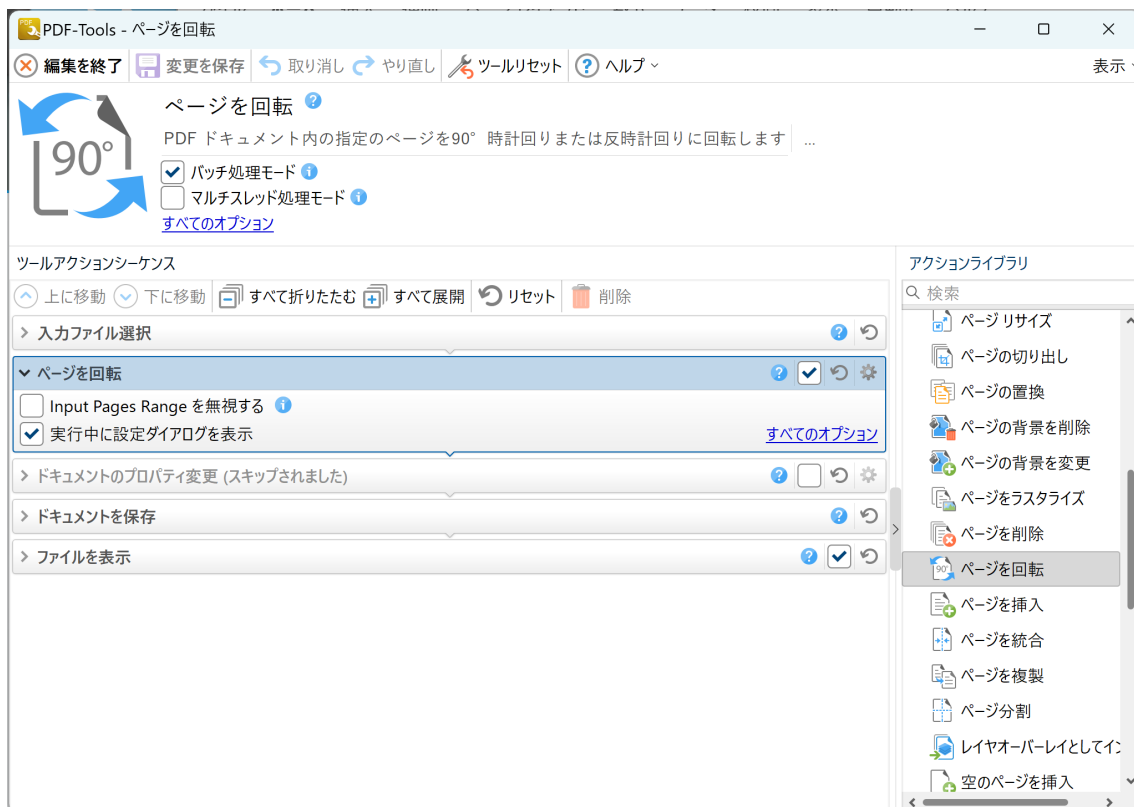 PDF-Tools - ページを回転
編集を終了 変更を保存 取り消し やり直し ツールリセット ? ヘルプ 表示
ページを回転 ?
90°
PDF ドキュメント内の指定のページを90° 時計回りまたは反時計回りに回転します ...
バッチ処理モード i
マルチスレッド処理モード i
すべてのオプション
ツールアクションシーケンス
上に移動 下に移動 すべて折りたたむ すべて展開 リセット 削除
入力ファイル選択 ?
ページを回転 ?
Input Pages Range を無視する i
実行中に設定ダイアログを表示 すべてのオプション
ドキュメントのプロパティ変更 (スキップされました) ?
ドキュメントを保存 ?
ファイルを表示 ?
アクションライブラリ
検索
ページ リサイズ
ページの切り出し
ページの置換
ページの背景を削除
ページの背景を変更
ページをラスタライズ
ページを削除
ページを回転
ページを挿入
ページを統合
ページを複製
ページ分割
レイヤオーバーレイとしてイン
空のページを挿入